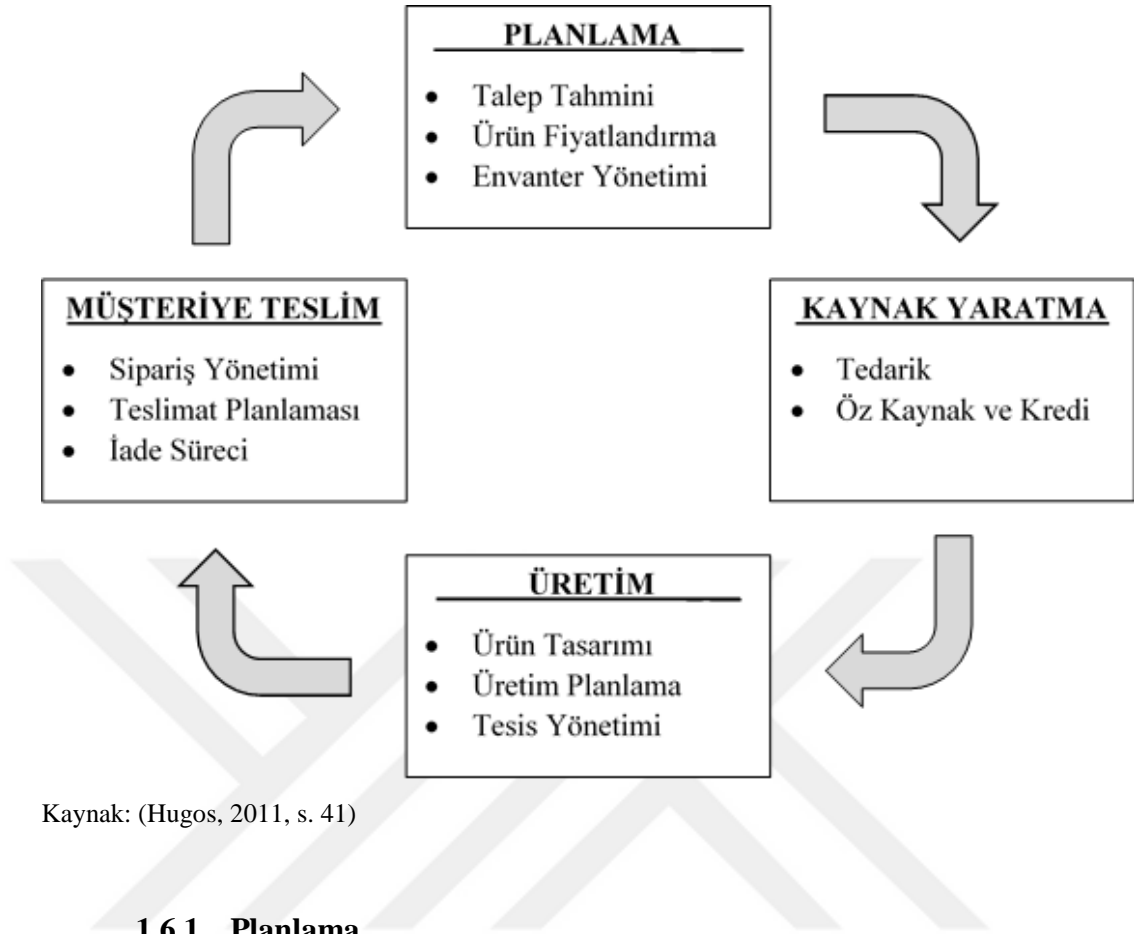 PLANLAMA
• Talep Tahmini
• Ürün Fiyatlandırma
• Envanter Yönetimi
MÜŞTERİYE TESLİM
• Sipariş Yönetimi
• Teslimat Planlaması
• İade Süreci
KAYNAK YARATMA
• Tedarik
• Öz Kaynak ve Kredi
ÜRETİM
• Ürün Tasarımı
• Üretim Planlama
• Tesis Yönetimi
Kaynak: (Hugos, 2011, s. 41)
1.6.1 Planlama